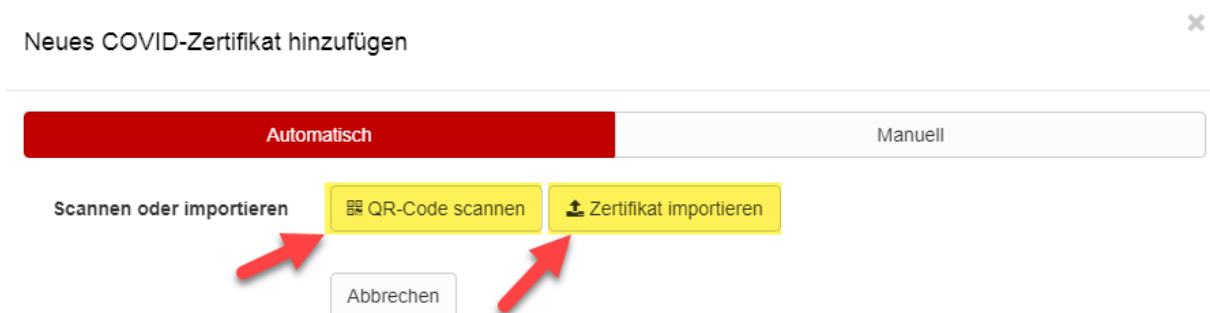 Neues COVID-Zertifikat hinzufügen
Automatisch
Manuell
Scannen oder importieren
QR-Code scannen
Zertifikat importieren
Abbrechen